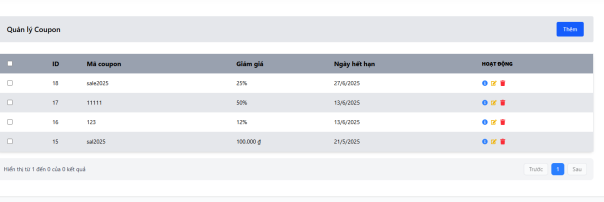 Quản lý Coupon
Thêm
ID Mã coupon Giảm giá Ngày hết hạn HOẠT ĐỘNG
18 sale2025 25% 27/6/2025
17 11111 50% 13/6/2025
16 123 12% 13/6/2025
15 sal2025 100.000 ₫ 21/5/2025
Hiển thị từ 1 đến 0 của 0 kết quả
Trước 1 Sau